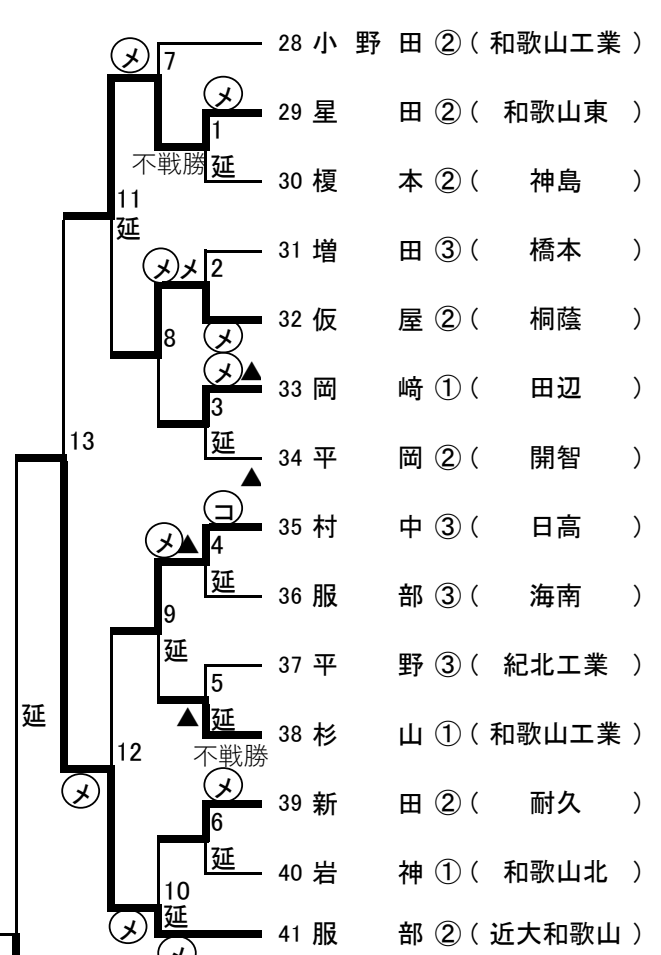 メ 7 28 小 野 田 ② ( 和歌山工業 )
メ
29 星 田 ② ( 和歌山東 )
1
不戦勝 延
30 榎 本 ② ( 神島 )
11
延
31 増 田 ③ ( 橋本 )
メ メ 2
32 仮 屋 ② ( 桐蔭 )
8 メ
メ ▲
33 岡 﨑 ① ( 田辺 )
3
13 延
34 平 岡 ② ( 開智 )
▲
コ
35 村 中 ③ ( 日高 )
メ ▲ 4
延
36 服 部 ③ ( 海南 )
9
延
37 平 野 ③ ( 紀北工業 )
5
延 ▲ 延
38 杉 山 ① ( 和歌山工業 )
12 不戦勝
メ メ
39 新 田 ② ( 耐久 )
6
延
40 岩 神 ① ( 和歌山北 )
10
メ 延
41 服 部 ② ( 近大和歌山 )
メ